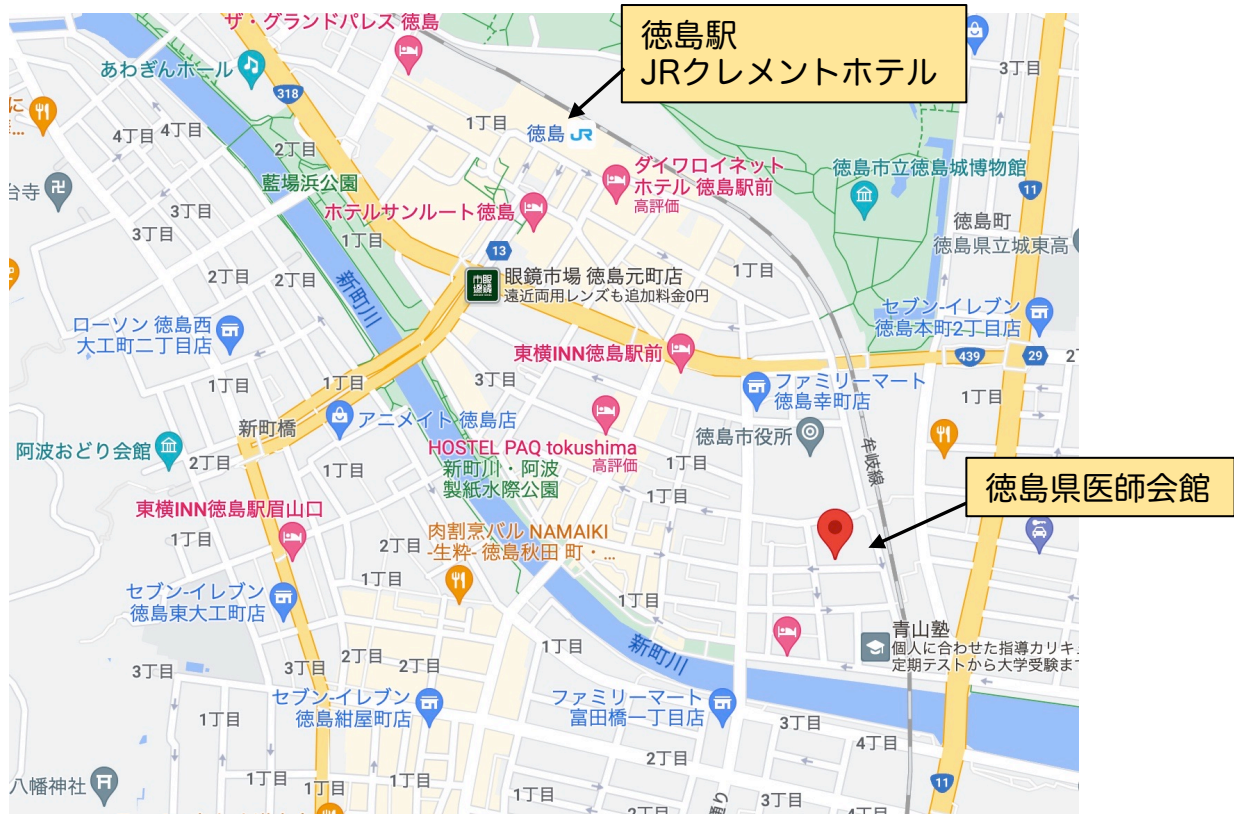 ザ・グランドパレス 徳島
徳島駅
JRクレメントホテル
あわぎんホール
3丁目
318
1丁目
徳島 JR
に
4丁目
4丁目
2丁目
藍場浜公園
ダイワロイネット
ホテル 徳島駅前
高評価
徳島市立徳島城博物館
11
台寺
3丁目
3丁目
ホテルサンルート徳島
徳島町
徳島県立城東高
1丁目
13
眼鏡市場
眼鏡市場 徳島元町店
遠近両用レンズも追加料金0円
1丁目
2丁目
2丁目
新町川
セブン-イレブン
徳島本町2丁目店
ローソン 徳島西
大工町二丁目店
東横INN徳島駅前
439
29
1丁目
1丁目
3丁目
ファミリーマート
徳島幸町店
1丁目
新町橋
アニメイト 徳島店
徳島市役所
阿波おどり会館
2丁目
1丁目
HOSTEL PAQ tokushima
高評価
新町川・阿波
製紙水際公園
1丁目
牟岐線
徳島県医師会館
1丁目
東横INN徳島駅眉山口
1丁目
2丁目
肉割烹バル NAMAIKI
-生粋- 徳島秋田 町・...
1丁目
セブン-イレブン
徳島東大工町店
1丁目
青山塾
個人に合わせた指導カリキ
定期テストから大学受験ま
1丁目
新町川
3丁目
3丁目
2丁目
2丁目
セブン-イレブン
徳島紺屋町店
ファミリーマート
富田橋一丁目店
1丁目
3丁目
4丁目
2丁目
八幡神社
1丁目
1丁目
1丁目
1丁目
通り
3丁目
11
4丁目
2丁目